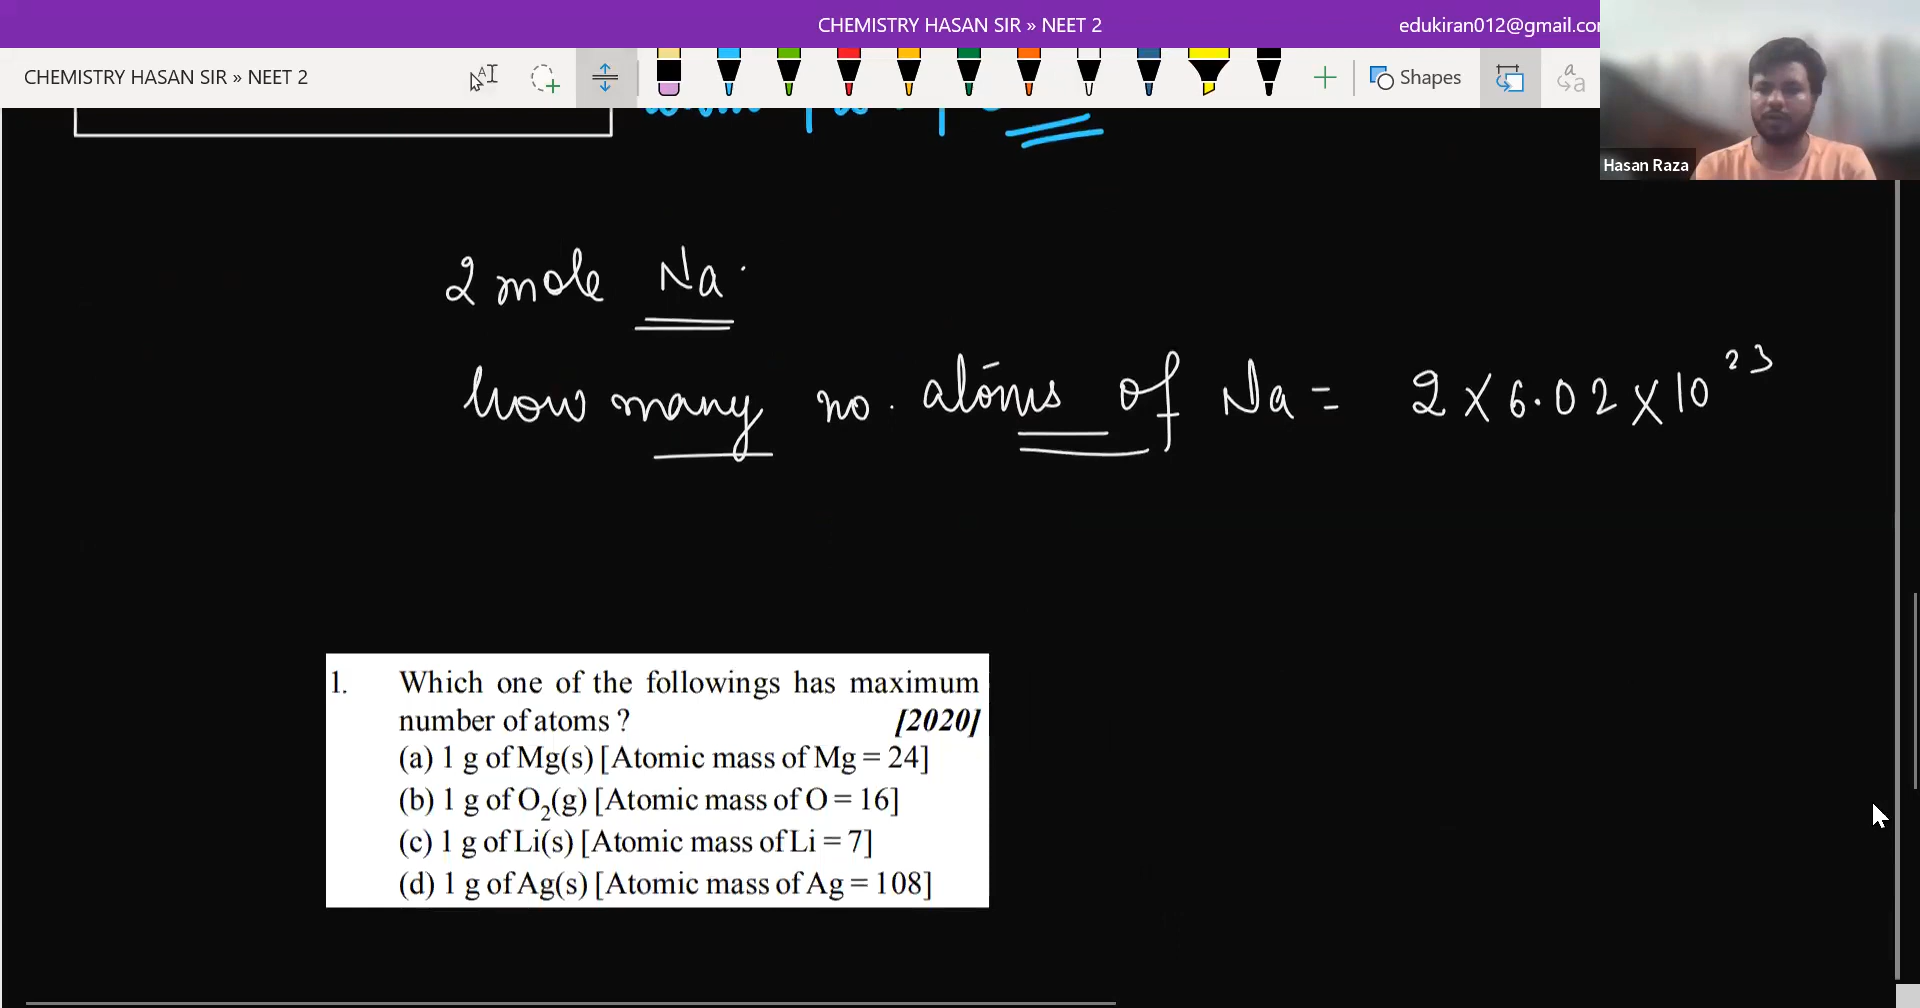 CHEMISTRY HASAN SIR » NEET 2
edukiran012@gmail.co
CHEMISTRY HASAN SIR » NEET 2
Shapes
Hasan Raza
2 mole Na
how many no. atoms of Na = 2 × 6.02 × 10²³
1. Which one of the followings has maximum
number of atoms ? [2020]
(a) 1 g of Mg(s) [Atomic mass of Mg = 24]
(b) 1 g of O₂(g) [Atomic mass of O = 16]
(c) 1 g of Li(s) [Atomic mass of Li = 7]
(d) 1 g of Ag(s) [Atomic mass of Ag = 108]